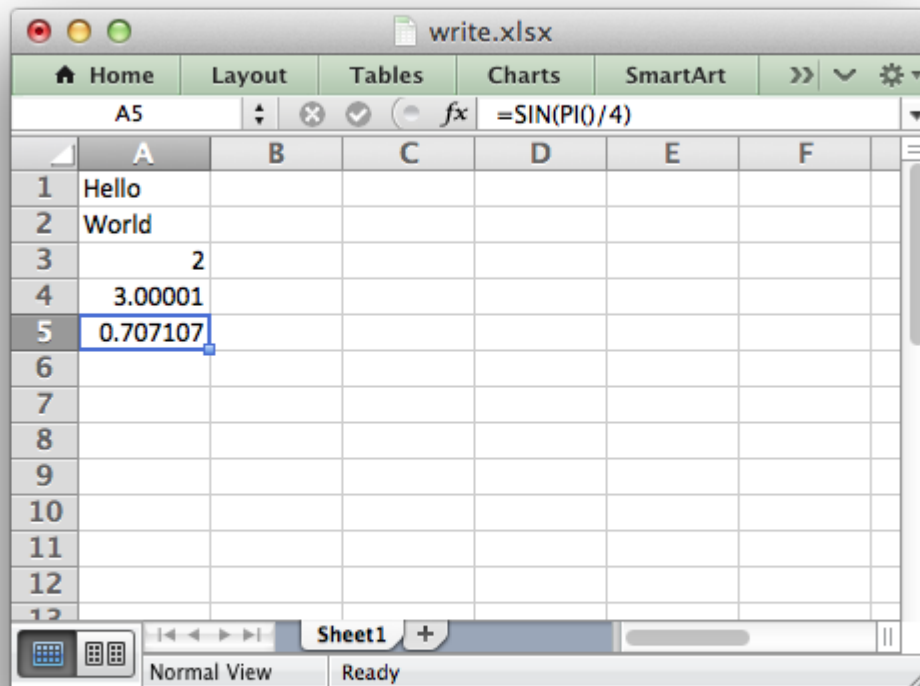 write.xlsx
Home Layout Tables Charts SmartArt
A5 fx =SIN(PI()/4)
A B C D E F
1 Hello
2 World
3 2
4 3.00001
5 0.707107
6
7
8
9
10
11
12
13
Sheet1 +
Normal View Ready